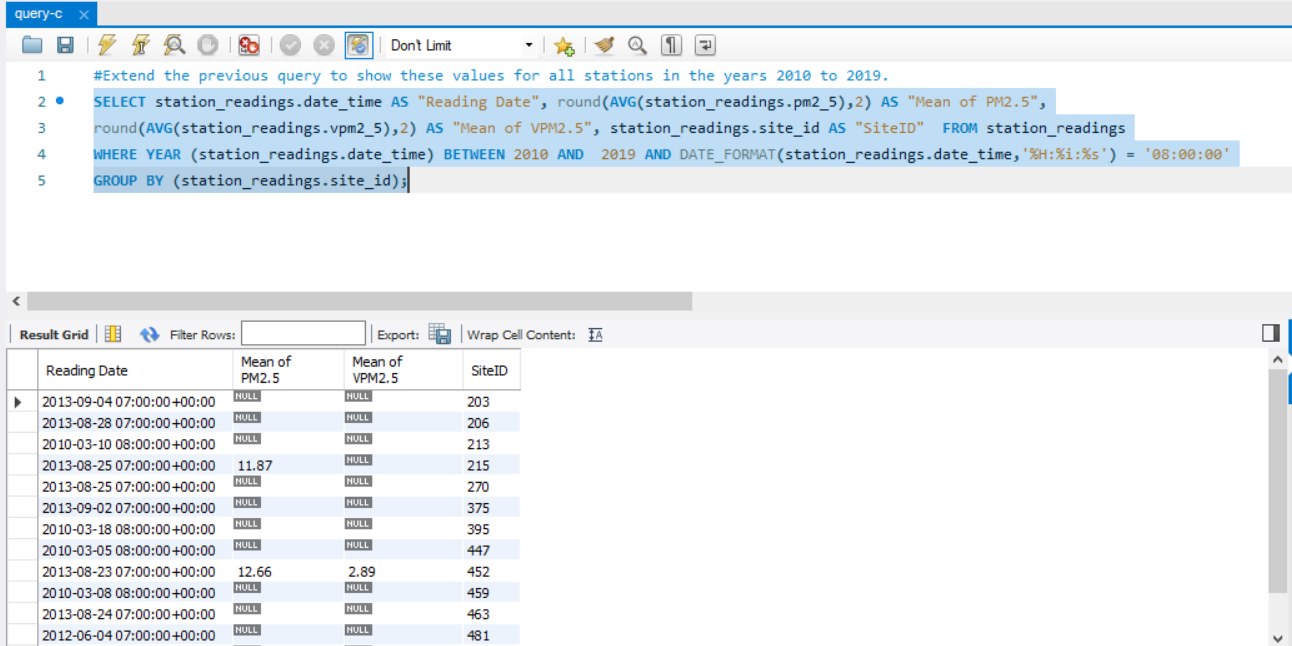 query-c
Don't Limit
1 #Extend the previous query to show these values for all stations in the years 2010 to 2019.
2 SELECT station_readings.date_time AS "Reading Date", round(AVG(station_readings.pm2_5),2) AS "Mean of PM2.5",
3 round(AVG(station_readings.vpm2_5),2) AS "Mean of VPM2.5", station_readings.site_id AS "SiteID"  FROM station_readings
4 WHERE YEAR (station_readings.date_time) BETWEEN 2010 AND  2019 AND DATE_FORMAT(station_readings.date_time,'%H:%i:%s') = '08:00:00'
5 GROUP BY (station_readings.site_id);
Result Grid Filter Rows: Export: Wrap Cell Content:
Reading Date Mean of PM2.5 Mean of VPM2.5 SiteID
2013-09-04 07:00:00+00:00 NULL NULL 203
2013-08-28 07:00:00+00:00 NULL NULL 206
2010-03-10 08:00:00+00:00 NULL NULL 213
2013-08-25 07:00:00+00:00 11.87 NULL 215
2013-08-25 07:00:00+00:00 NULL NULL 270
2013-09-02 07:00:00+00:00 NULL NULL 375
2010-03-18 08:00:00+00:00 NULL NULL 395
2010-03-05 08:00:00+00:00 NULL NULL 447
2013-08-23 07:00:00+00:00 12.66 2.89 452
2010-03-08 08:00:00+00:00 NULL NULL 459
2013-08-24 07:00:00+00:00 NULL NULL 463
2012-06-04 07:00:00+00:00 NULL NULL 481